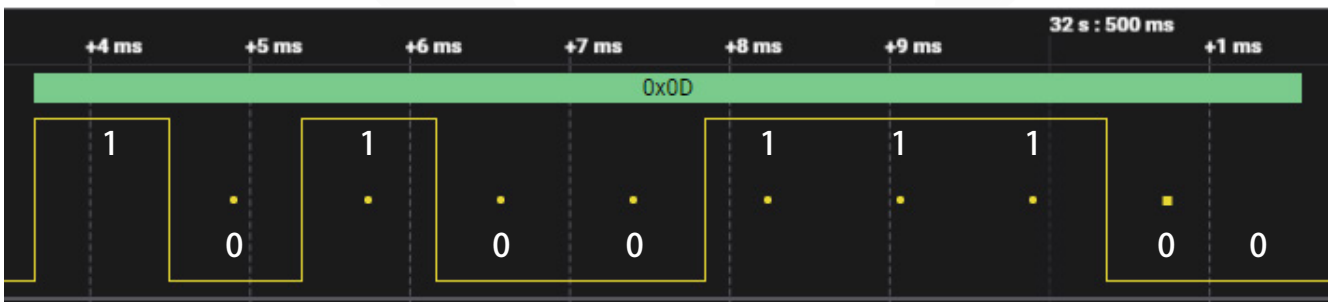 32 s : 500 ms
+4 ms +5 ms +6 ms +7 ms +8 ms +9 ms +1 ms
0x0D
1 1 1 1 1
0 0 0 0 0